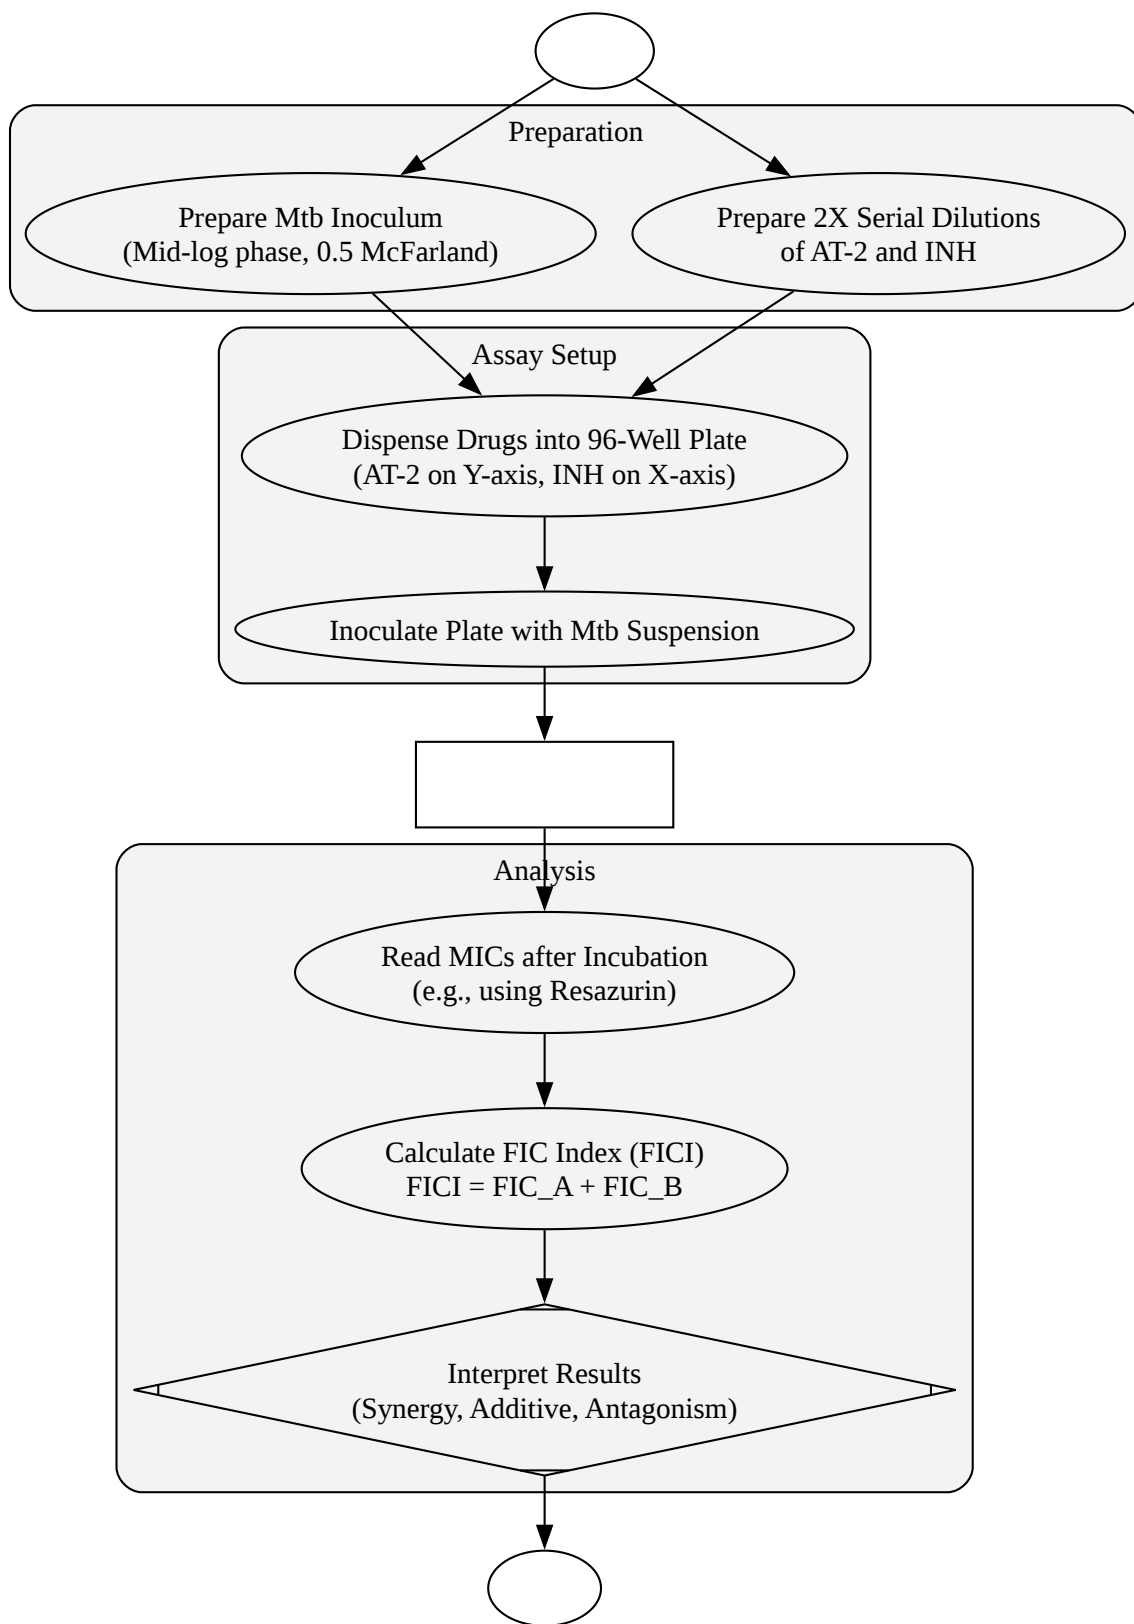 Preparation
Prepare Mtb Inoculum
(Mid-log phase, 0.5 McFarland)
Prepare 2X Serial Dilutions
of AT-2 and INH
Assay Setup
Dispense Drugs into 96-Well Plate
(AT-2 on Y-axis, INH on X-axis)
Inoculate Plate with Mtb Suspension
Analysis
Read MICs after Incubation
(e.g., using Resazurin)
Calculate FIC Index (FICI)
FICI = FIC_A + FIC_B
Interpret Results
(Synergy, Additive, Antagonism)